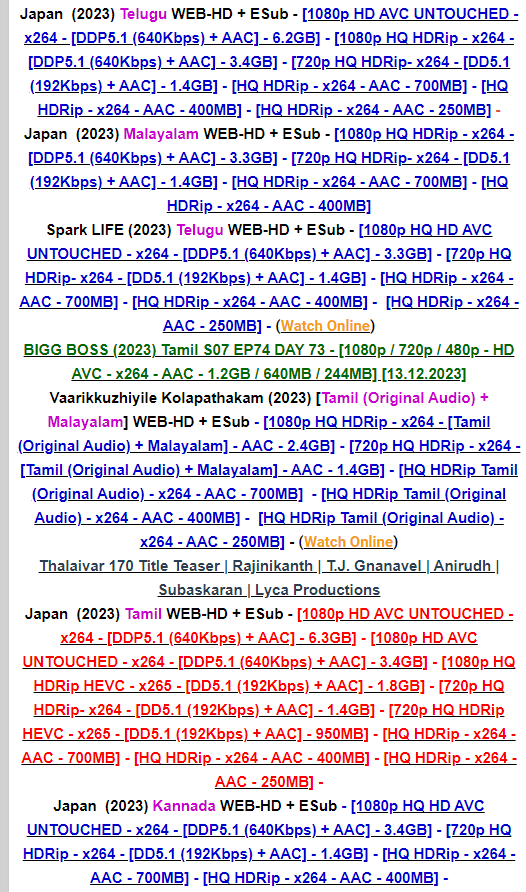 Japan (2023) Telugu WEB-HD + ESub - [1080p HD AVC UNTOUCHED -
x264 - [DDP5.1 (640Kbps) + AAC] - 6.2GB] - [1080p HQ HDRip - x264 -
[DDP5.1 (640Kbps) + AAC] - 3.4GB] - [720p HQ HDRip- x264 - [DD5.1
(192Kbps) + AAC] - 1.4GB] - [HQ HDRip - x264 - AAC - 700MB] - [HQ
HDRip - x264 - AAC - 400MB] - [HQ HDRip - x264 - AAC - 250MB] -
Japan (2023) Malayalam WEB-HD + ESub - [1080p HQ HDRip - x264 -
[DDP5.1 (640Kbps) + AAC] - 3.3GB] - [720p HQ HDRip- x264 - [DD5.1
(192Kbps) + AAC] - 1.4GB] - [HQ HDRip - x264 - AAC - 700MB] - [HQ
HDRip - x264 - AAC - 400MB]
Spark LIFE (2023) Telugu WEB-HD + ESub - [1080p HQ HD AVC
UNTOUCHED - x264 - [DDP5.1 (640Kbps) + AAC] - 3.3GB] - [720p HQ
HDRip- x264 - [DD5.1 (192Kbps) + AAC] - 1.4GB] - [HQ HDRip - x264 -
AAC - 700MB] - [HQ HDRip - x264 - AAC - 400MB] - [HQ HDRip - x264 -
AAC - 250MB] - (Watch Online)
BIGG BOSS (2023) Tamil S07 EP74 DAY 73 - [1080p / 720p / 480p - HD
AVC - x264 - AAC - 1.2GB / 640MB / 244MB] [13.12.2023]
Vaarikkuzhiyile Kolapathakam (2023) [Tamil (Original Audio) +
Malayalam] WEB-HD + ESub - [1080p HQ HDRip - x264 - [Tamil
(Original Audio) + Malayalam] - AAC - 2.4GB] - [720p HQ HDRip - x264 -
[Tamil (Original Audio) + Malayalam] - AAC - 1.4GB] - [HQ HDRip Tamil
(Original Audio) - x264 - AAC - 700MB] - [HQ HDRip Tamil (Original
Audio) - x264 - AAC - 400MB] - [HQ HDRip Tamil (Original Audio) -
x264 - AAC - 250MB] - (Watch Online)
Thalaivar 170 Title Teaser | Rajinikanth | T.J. Gnanavel | Anirudh |
Subaskaran | Lyca Productions
Japan (2023) Tamil WEB-HD + ESub - [1080p HD AVC UNTOUCHED -
x264 - [DDP5.1 (640Kbps) + AAC] - 6.3GB] - [1080p HD AVC
UNTOUCHED - x264 - [DDP5.1 (640Kbps) + AAC] - 3.4GB] - [1080p HQ
HDRip HEVC - x265 - [DD5.1 (192Kbps) + AAC] - 1.8GB] - [720p HQ
HDRip- x264 - [DD5.1 (192Kbps) + AAC] - 1.4GB] - [720p HQ HDRip
HEVC - x265 - [DD5.1 (192Kbps) + AAC] - 950MB] - [HQ HDRip - x264 -
AAC - 700MB] - [HQ HDRip - x264 - AAC - 400MB] - [HQ HDRip - x264 -
AAC - 250MB] -
Japan (2023) Kannada WEB-HD + ESub - [1080p HQ HD AVC
UNTOUCHED - x264 - [DDP5.1 (640Kbps) + AAC] - 3.4GB] - [720p HQ
HDRip - x264 - [DD5.1 (192Kbps) + AAC] - 1.4GB] - [HQ HDRip - x264 -
AAC - 700MB] - [HQ HDRip - x264 - AAC - 400MB] -